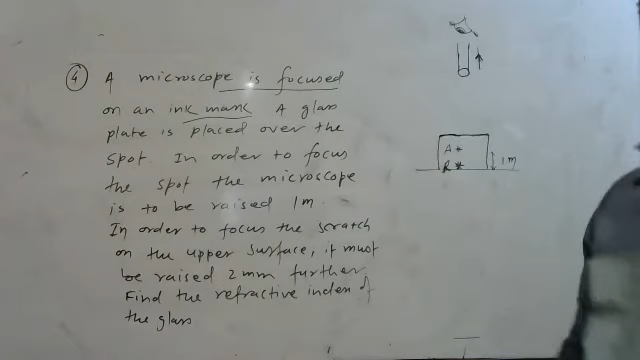 4 A microscope is focused
on an ink mark A glass
plate is placed over the
spot. In order to focus
the spot the microscope
is to be raised 1m.
In order to focus the scratch
on the upper surface, it must
be raised 2mm further
Find the refractive index of
the glass
A *
R *
1m